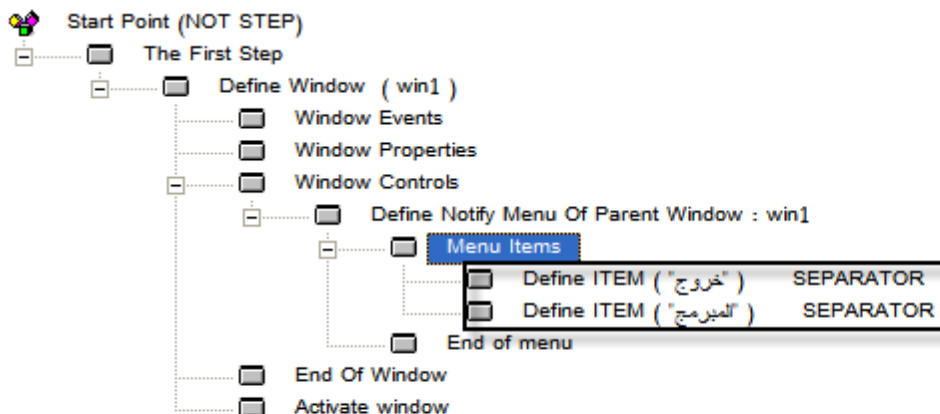 Start Point (NOT STEP)
The First Step
Define Window ( win1 )
Window Events
Window Properties
Window Controls
Define Notify Menu Of Parent Window : win1
Menu Items
Define ITEM ( "خروج" ) SEPARATOR
Define ITEM ( "المبرمج" ) SEPARATOR
End of menu
End Of Window
Activate window